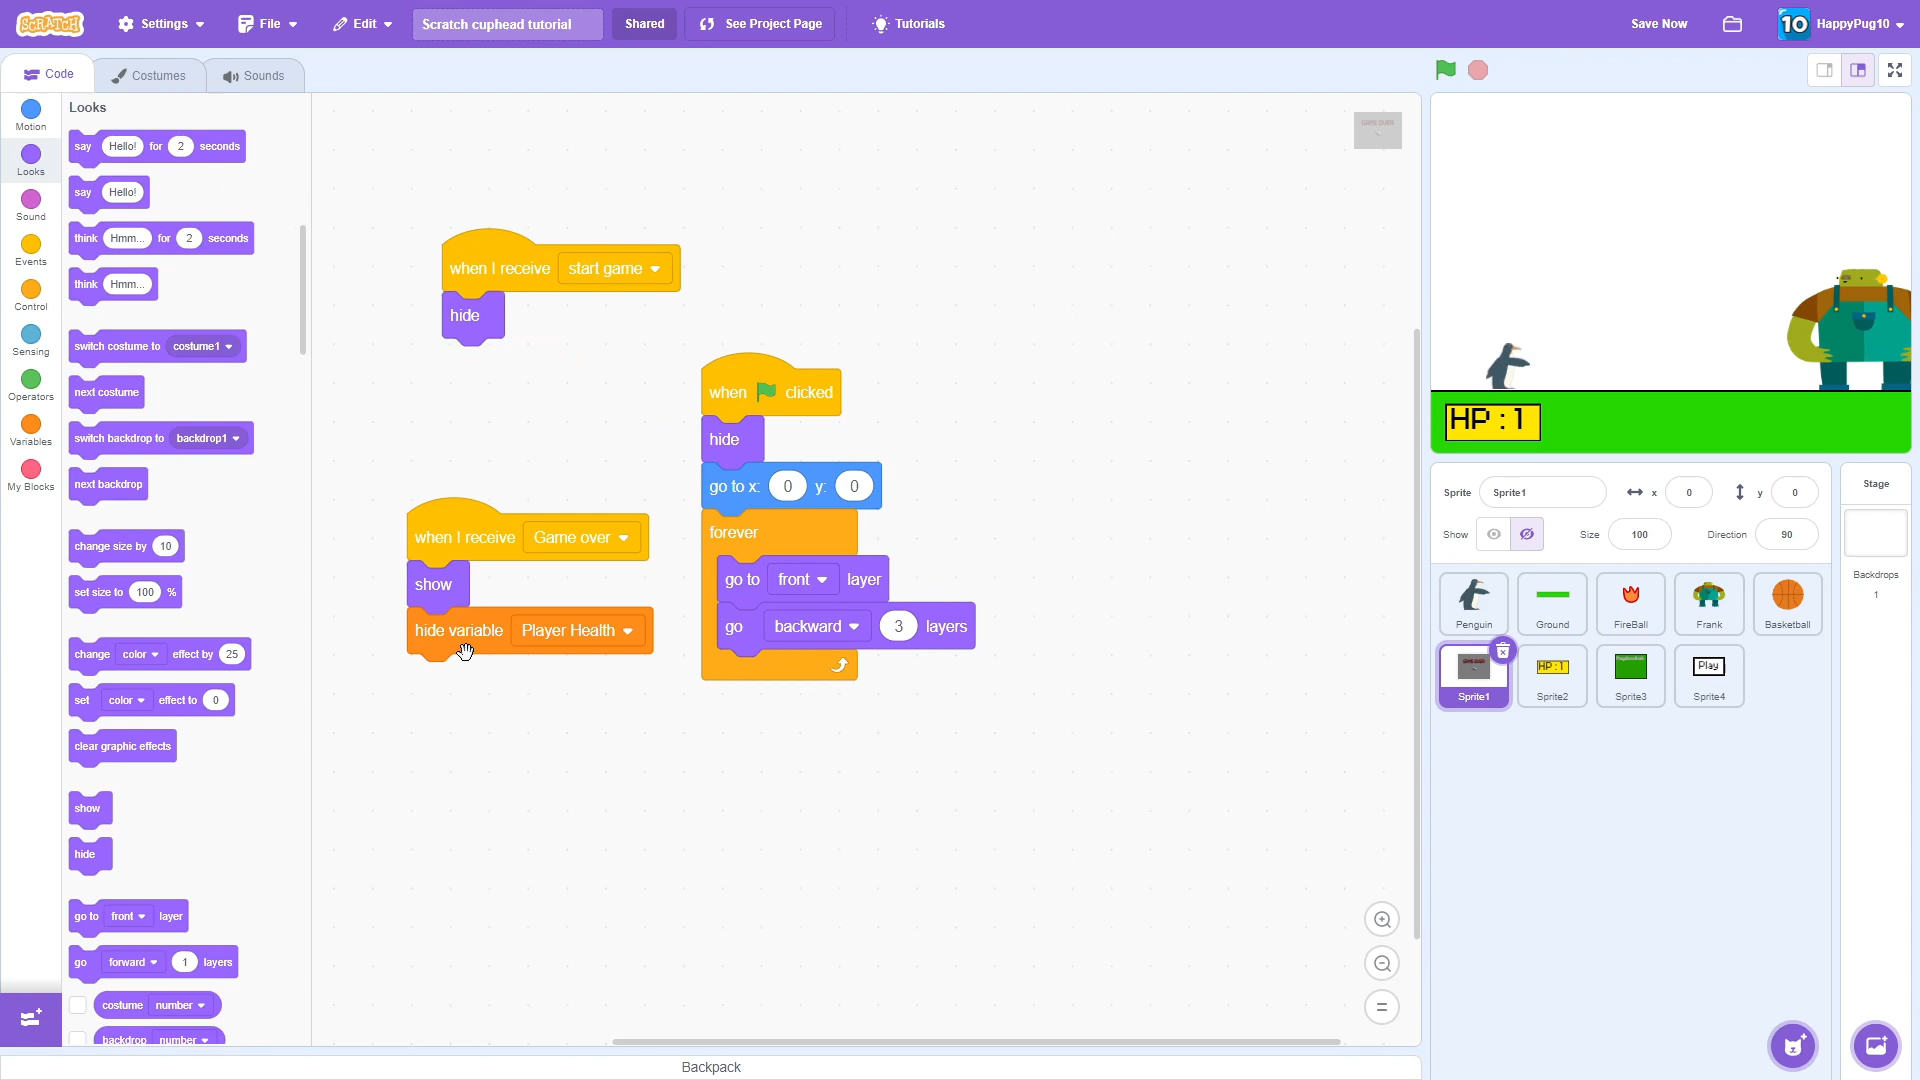 SCRATCH
Settings
File
Edit
Scratch cuphead tutorial
Shared
See Project Page
Tutorials
Save Now
10
HappyPug10
Code
Costumes
Sounds
Motion
Looks
Sound
Events
Control
Sensing
Operators
Variables
My Blocks
Looks
say Hello! for 2 seconds
say Hello!
think Hmm... for 2 seconds
think Hmm...
switch costume to costume1
next costume
switch backdrop to backdrop1
next backdrop
change size by 10
set size to 100 %
change color effect by 25
set color effect to 0
clear graphic effects
show
hide
go to front layer
go forward 1 layers
costume number
backdrop number
when I receive start game
hide
when clicked
hide
go to x: 0 y: 0
forever
go to front layer
go backward 3 layers
when I receive Game over
show
hide variable Player Health
GAME OVER
Backpack
HP :1
Sprite Sprite1 x 0 y 0
Show Size 100 Direction 90
Penguin
Ground
FireBall
Frank
Basketball
Sprite1
HP:1
Sprite2
Sprite3
Play
Sprite4
Stage
Backdrops
1